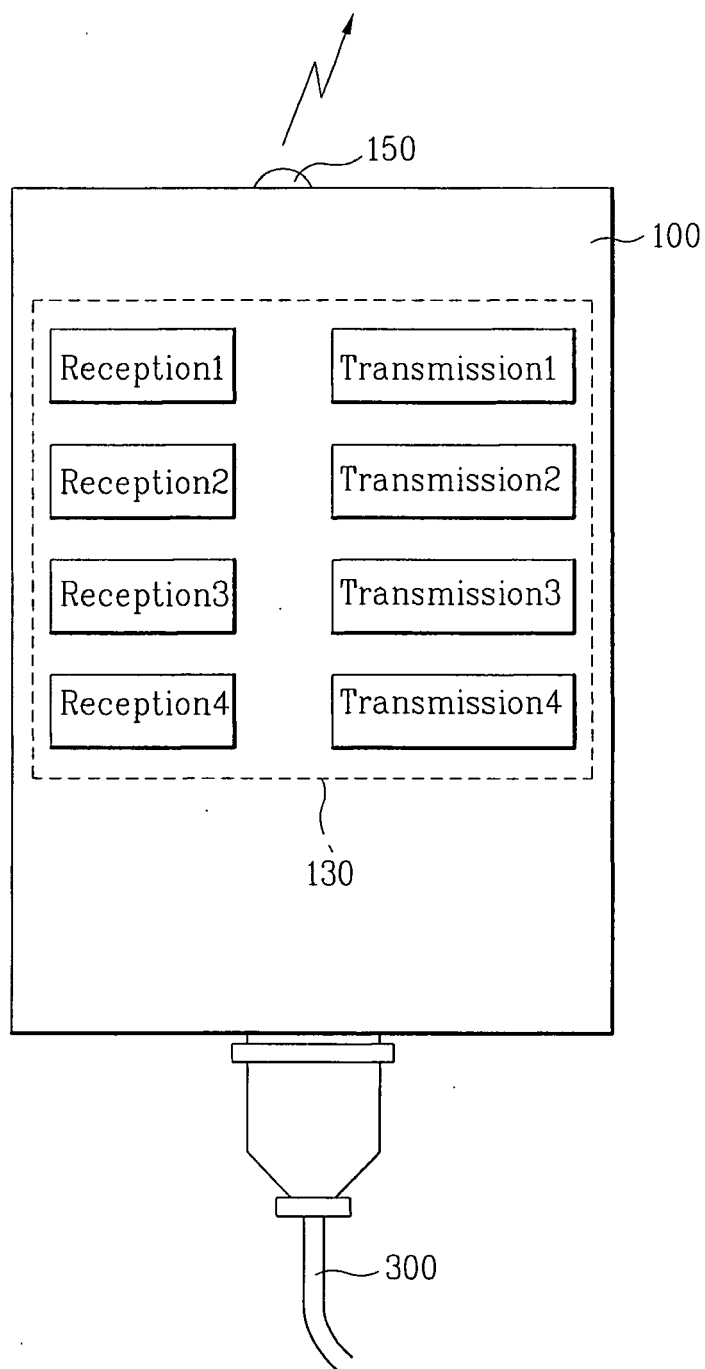 150
100
Reception1 Transmission1
Reception2 Transmission2
Reception3 Transmission3
Reception4 Transmission4
130
300